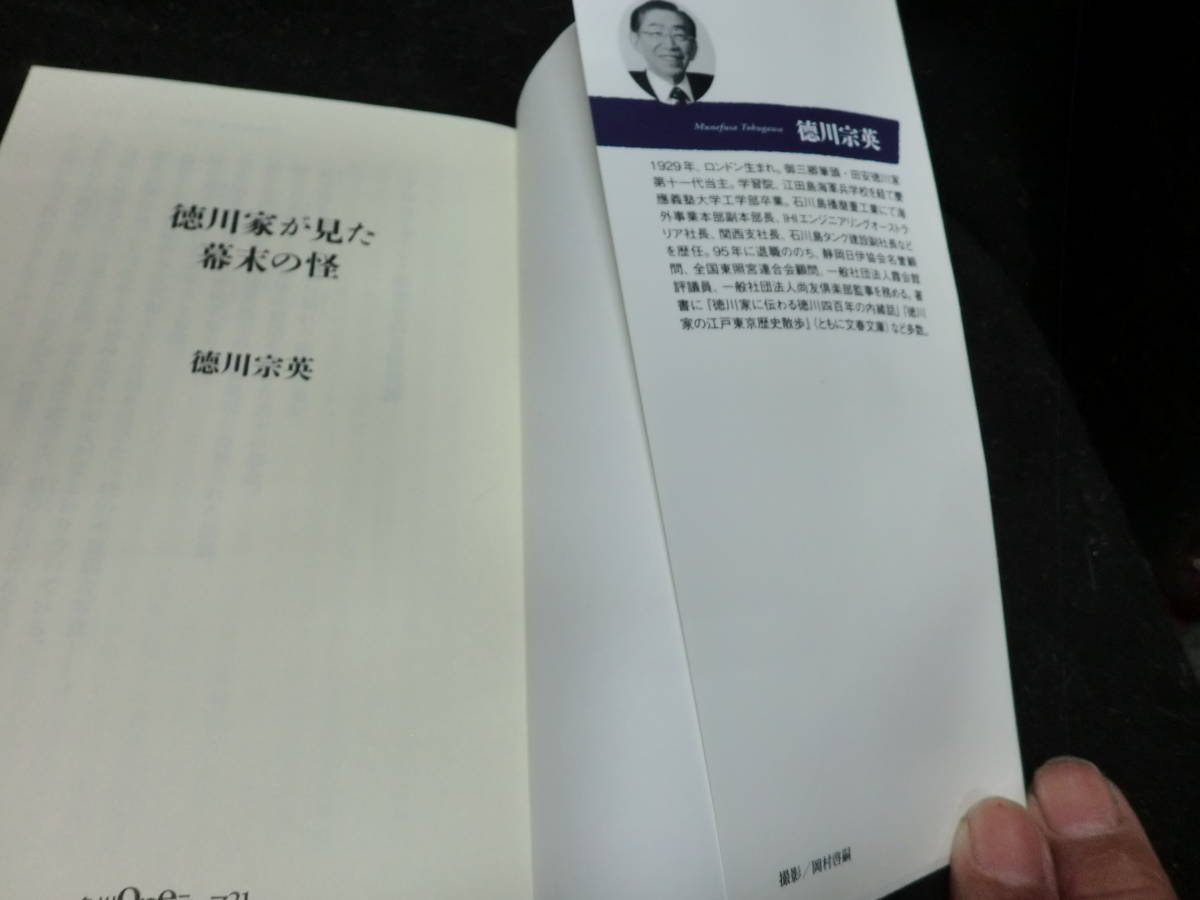 徳川家が見た
幕末の怪
徳川宗英
Munefusa Tokugawa
徳川宗英
1929年、ロンドン生まれ。御三卿筆頭・田安徳川家
第十一代当主。学習院、江田島海軍兵学校を経て慶
應義塾大学工学部卒業。石川島播磨重工業にて海
外事業本部副本部長、IHIエンジニアリングオーストラ
リア社長、関西支社長、石川島タンク建設副社長など
を歴任。95年に退職ののち、静岡日伊協会名誉顧
問、全国東照宮連合会顧問、一般社団法人霞会館
評議員、一般社団法人尚友倶楽部監事を務める。著
書に『徳川家に伝わる徳川四百年の内緒話』『徳川
家の江戸東京歴史散歩』(ともに文春文庫)など多数。
撮影／岡村啓嗣